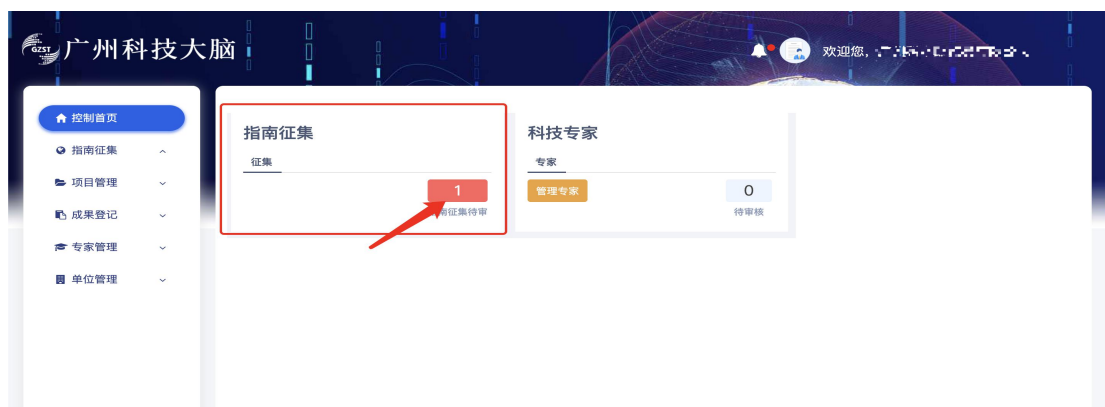 GZST 广州科技大脑
欢迎您,
控制首页
指南征集
项目管理
成果登记
专家管理
单位管理
指南征集
征集
1
南征集待审
科技专家
专家
管理专家
0
待审核